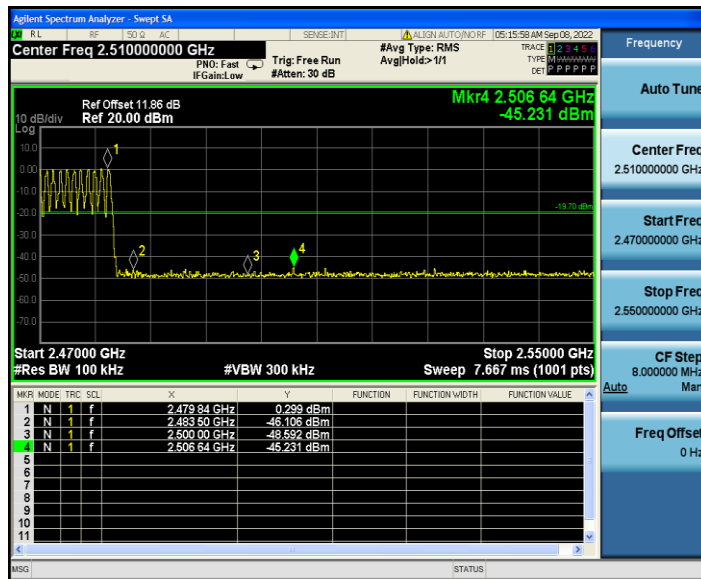 Agilent Spectrum Analyzer - Swept SA
RL RF 50 Ω AC SENSE:INT ALIGN AUTO/NO RF 05:15:58 AM Sep 08, 2022
Center Freq 2.510000000 GHz
PNO: Fast
IFGain:Low
Trig: Free Run
#Atten: 30 dB
#Avg Type: RMS
Avg|Hold:>1/1
TRACE 1 2 3 4 5 6
TYPE M
DET P P P P P P
Ref Offset 11.86 dB
10 dB/div Ref 20.00 dBm
Log
Mkr4 2.506 64 GHz
-45.231 dBm
10.0
0.00
-10.0
-20.0
-30.0
-40.0
-50.0
-60.0
-70.0
1
2
3
4
-19.70 dBm
Start 2.47000 GHz Stop 2.55000 GHz
#Res BW 100 kHz #VBW 300 kHz Sweep 7.667 ms (1001 pts)
MKR MODE TRC SCL X Y FUNCTION FUNCTION WIDTH FUNCTION VALUE
1 N 1 f 2.479 84 GHz 0.299 dBm
2 N 1 f 2.483 50 GHz -46.106 dBm
3 N 1 f 2.500 00 GHz -48.592 dBm
4 N 1 f 2.506 64 GHz -45.231 dBm
5
6
7
8
9
10
11
MSG STATUS
Frequency
Auto Tune
Center Freq
2.510000000 GHz
Start Freq
2.470000000 GHz
Stop Freq
2.550000000 GHz
CF Step
8.000000 MHz
Auto Man
Freq Offset
0 Hz